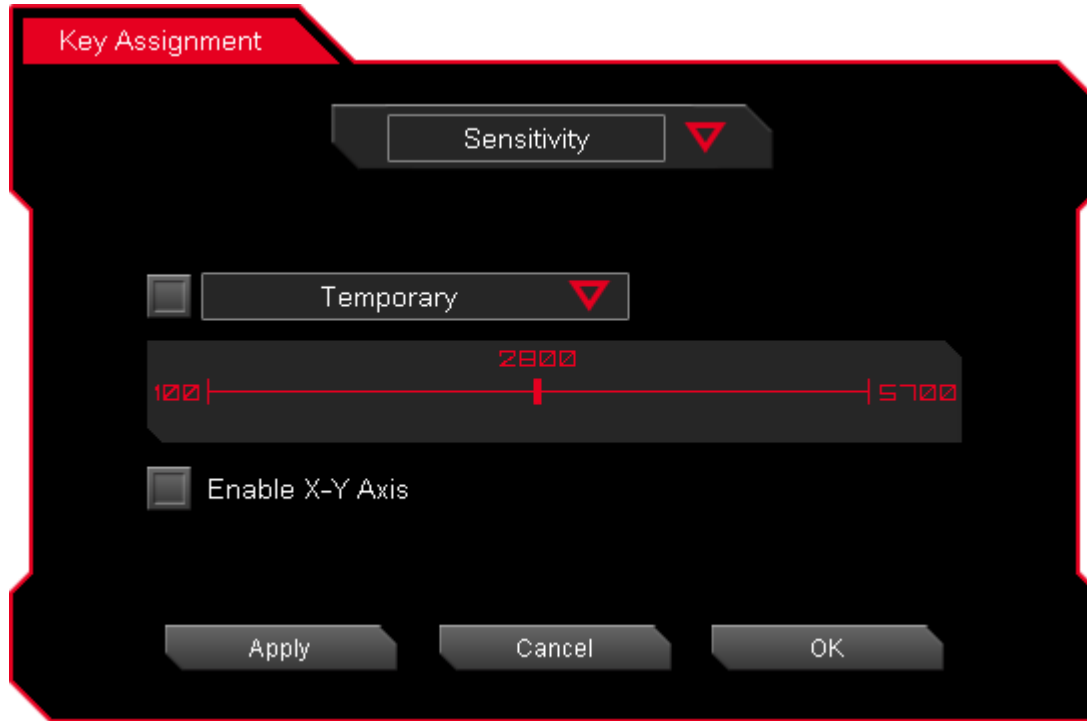 Key Assignment
Sensitivity
Temporary
2800
100 5700
Enable X-Y Axis
Apply Cancel OK